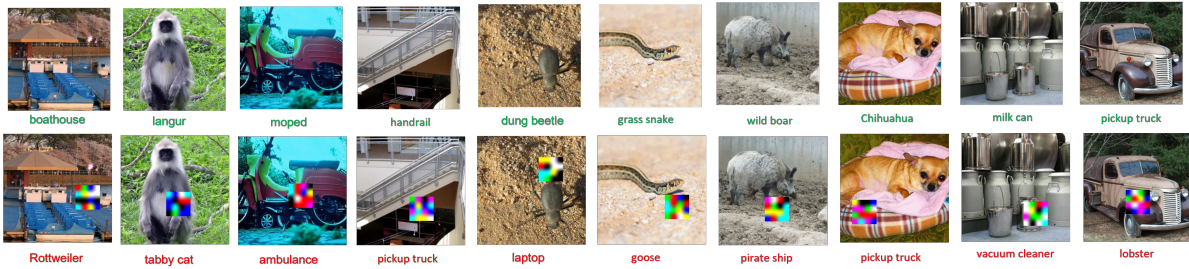 boathouse langur moped handrail dung beetle grass snake wild boar Chihuahua milk can pickup truck
Rottweiler tabby cat ambulance pickup truck laptop goose pirate ship pickup truck vacuum cleaner lobster